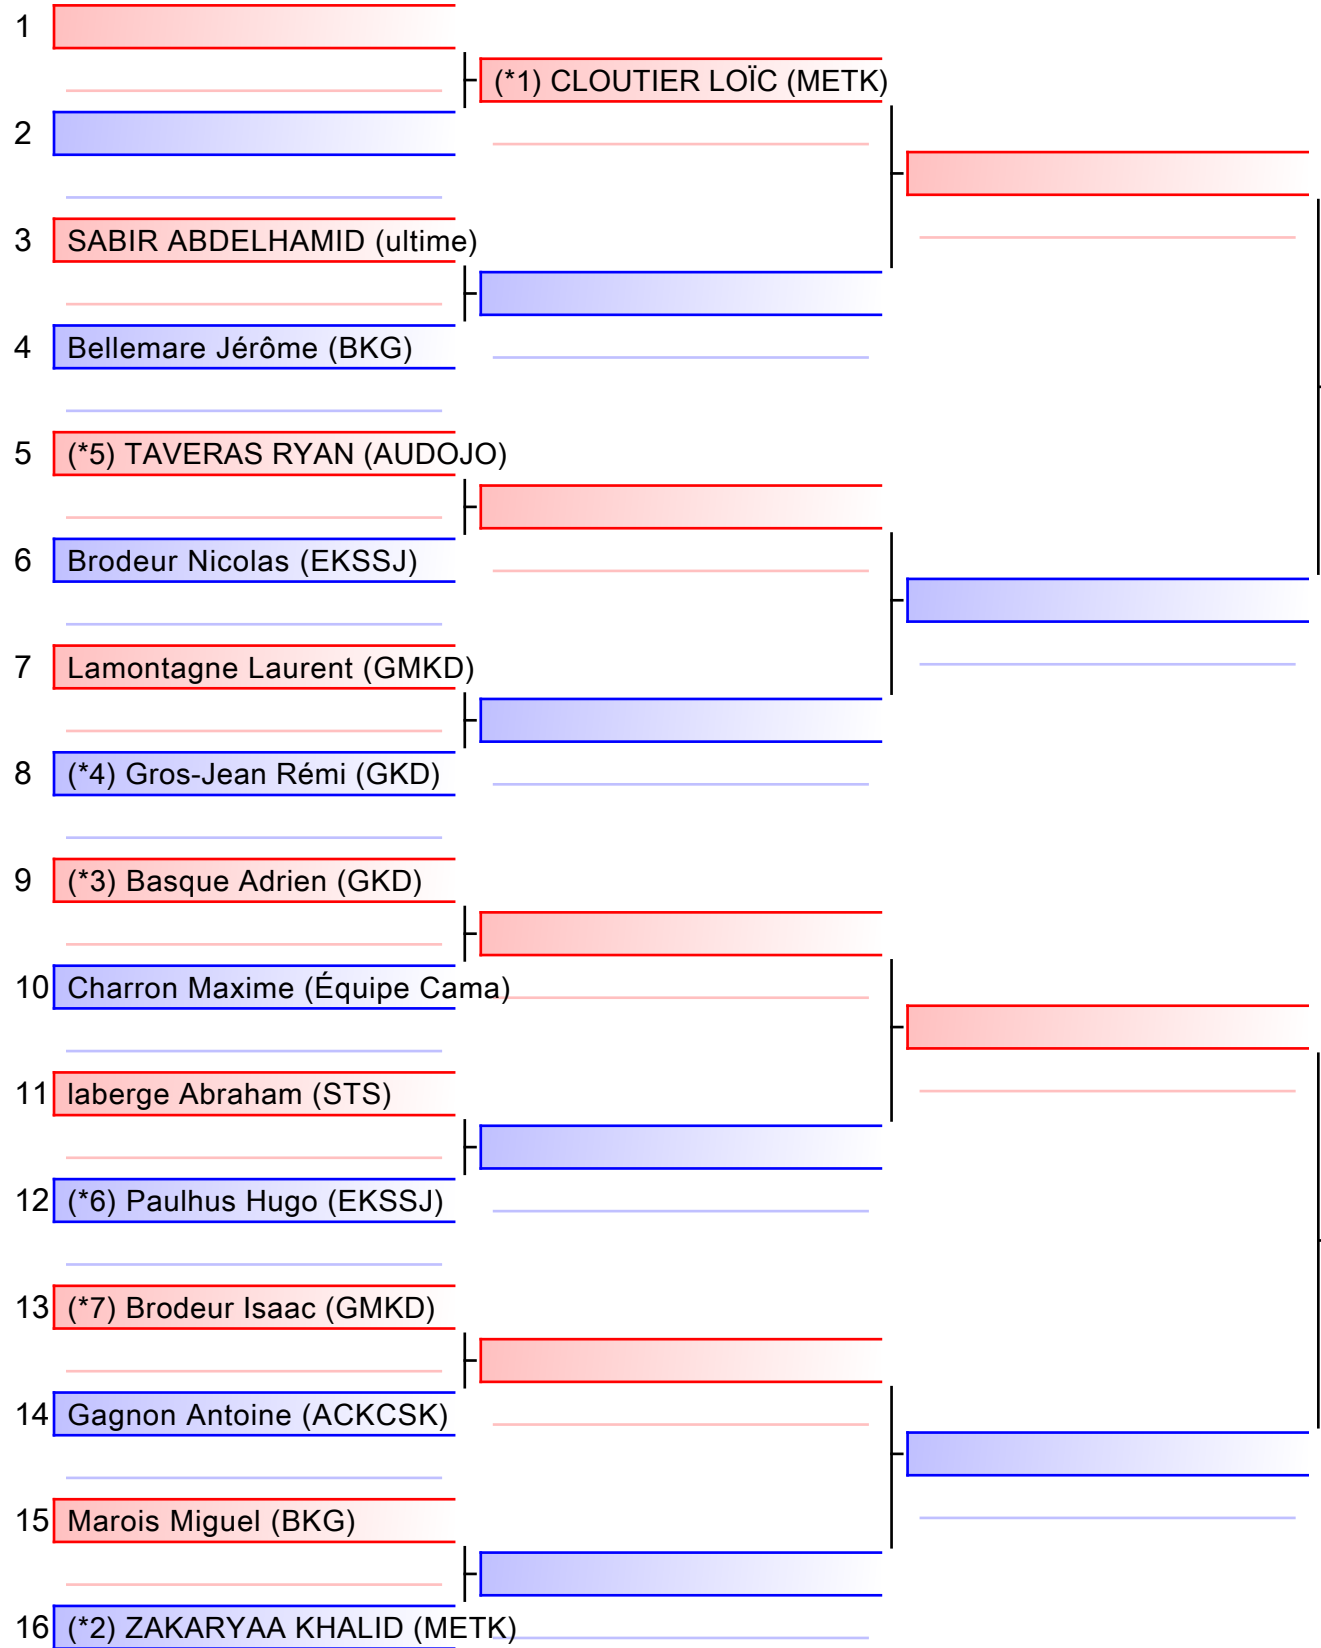 1
(*1) CLOUTIER LOÏC (METK)
2
3 SABIR ABDELHAMID (ultime)
4 Bellemare Jérôme (BKG)
5 (*5) TAVERAS RYAN (AUDOJO)
6 Brodeur Nicolas (EKSSJ)
7 Lamontagne Laurent (GMKD)
8 (*4) Gros-Jean Rémi (GKD)
9 (*3) Basque Adrien (GKD)
10 Charron Maxime (Équipe Cama)
11 laberge Abraham (STS)
12 (*6) Paulhus Hugo (EKSSJ)
13 (*7) Brodeur Isaac (GMKD)
14 Gagnon Antoine (ACKCSK)
15 Marois Miguel (BKG)
16 (*2) ZAKARYAA KHALID (METK)